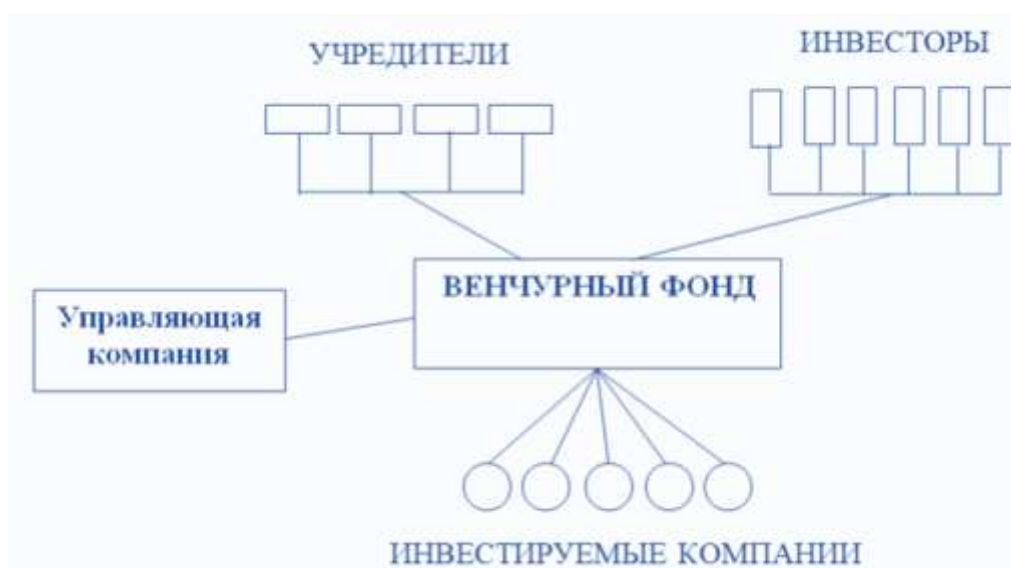 УЧРЕДИТЕЛИ
ИНВЕСТОРЫ
ВЕНЧУРНЫЙ ФОНД
Управляющая
компания
ИНВЕСТИРУЕМЫЕ КОМПАНИИ